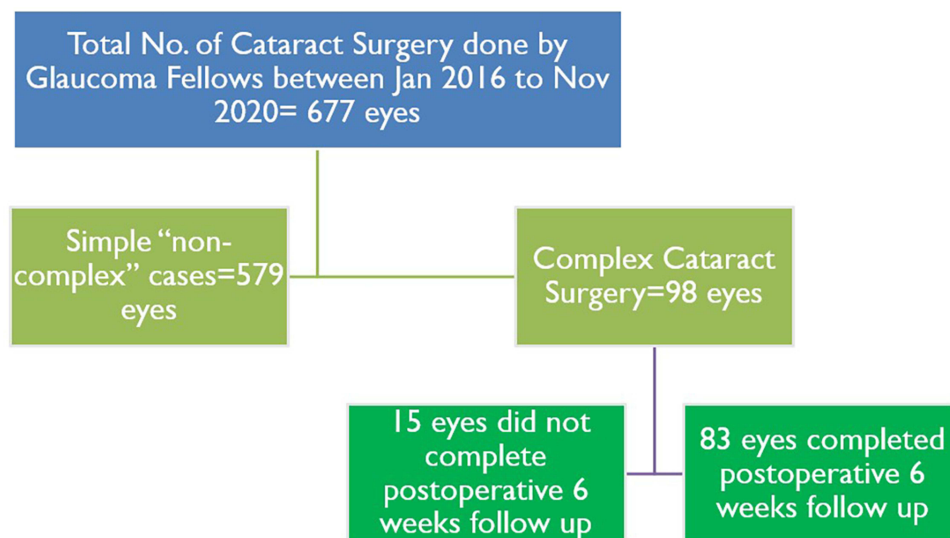 Total No. of Cataract Surgery done by
Glaucoma Fellows between Jan 2016 to Nov
2020= 677 eyes
Simple “non-
complex” cases=579
eyes
Complex Cataract
Surgery=98 eyes
15 eyes did not
complete
postoperative 6
weeks follow up
83 eyes completed
postoperative 6
weeks follow up